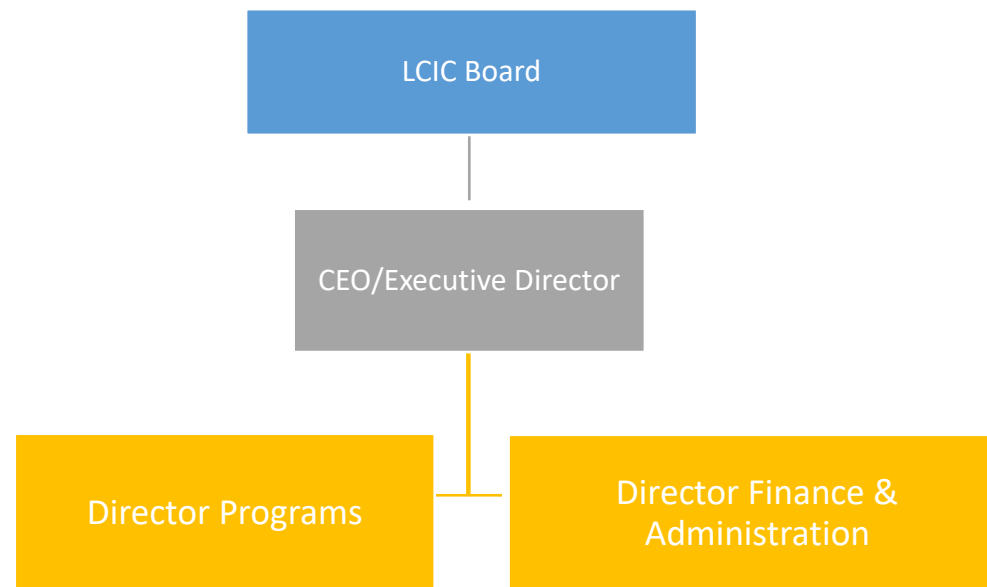 LCIC Board
CEO/Executive Director
Director Programs
Director Finance &
Administration